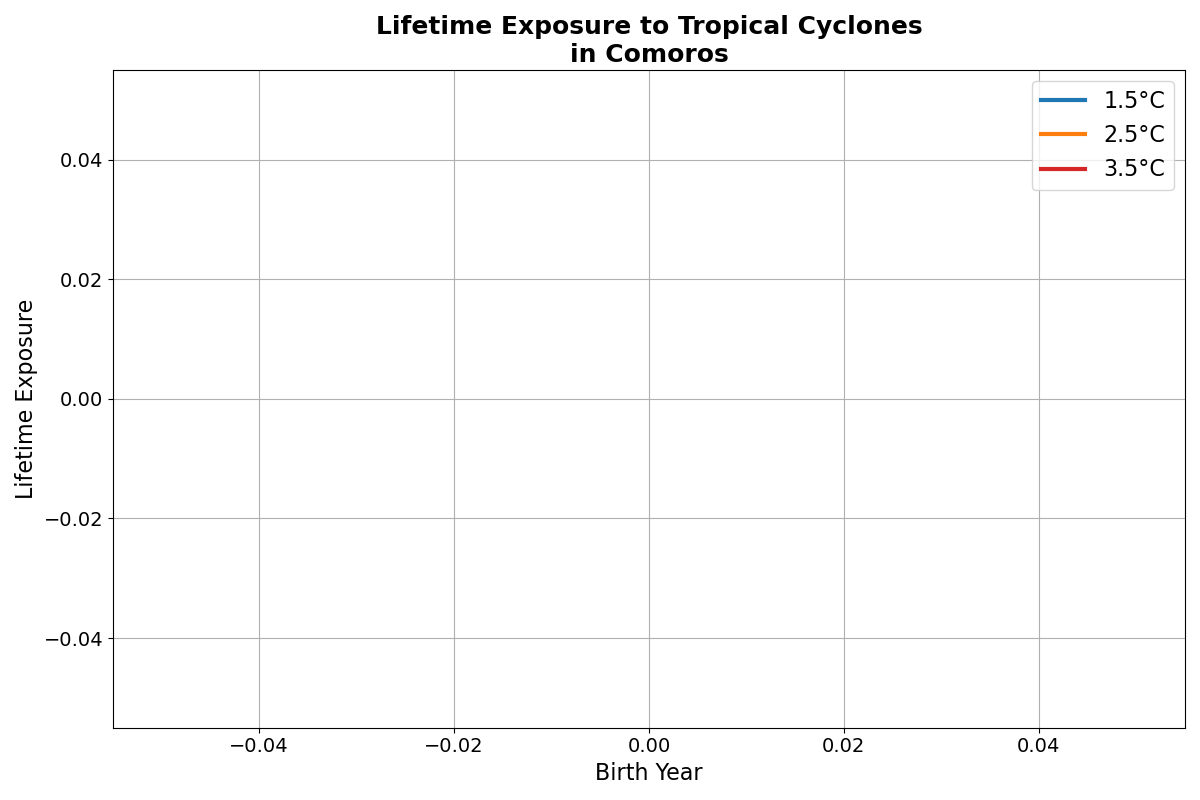 Lifetime Exposure to Tropical Cyclones
in Comoros
1.5°C
2.5°C
3.5°C
Lifetime Exposure
0.04
0.02
0.00
−0.02
−0.04
−0.04
−0.02
0.00
0.02
0.04
Birth Year